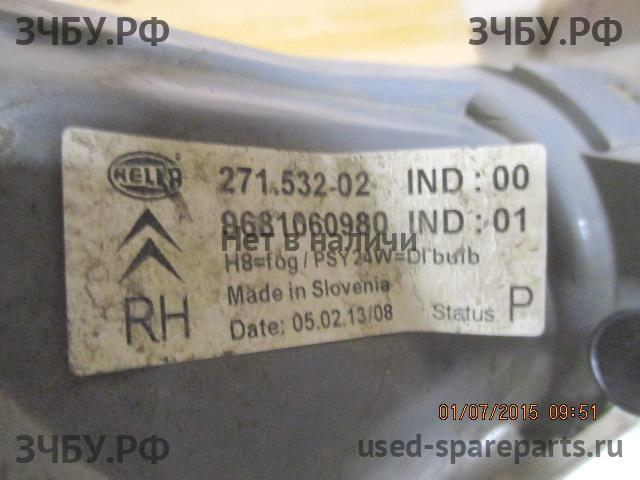 ЗЧБУ.РФ ЗЧБУ.РФ
HELLA 271.532-02 IND : 00
9681060980 IND : 01
Нет в наличии
H8=fog / PSY24W=DI bulb
Made in Slovenia
RH Date: 05.02.13/08 Status: P
01/07/2015 09:51
ЗЧБУ.РФ used-spareparts.ru